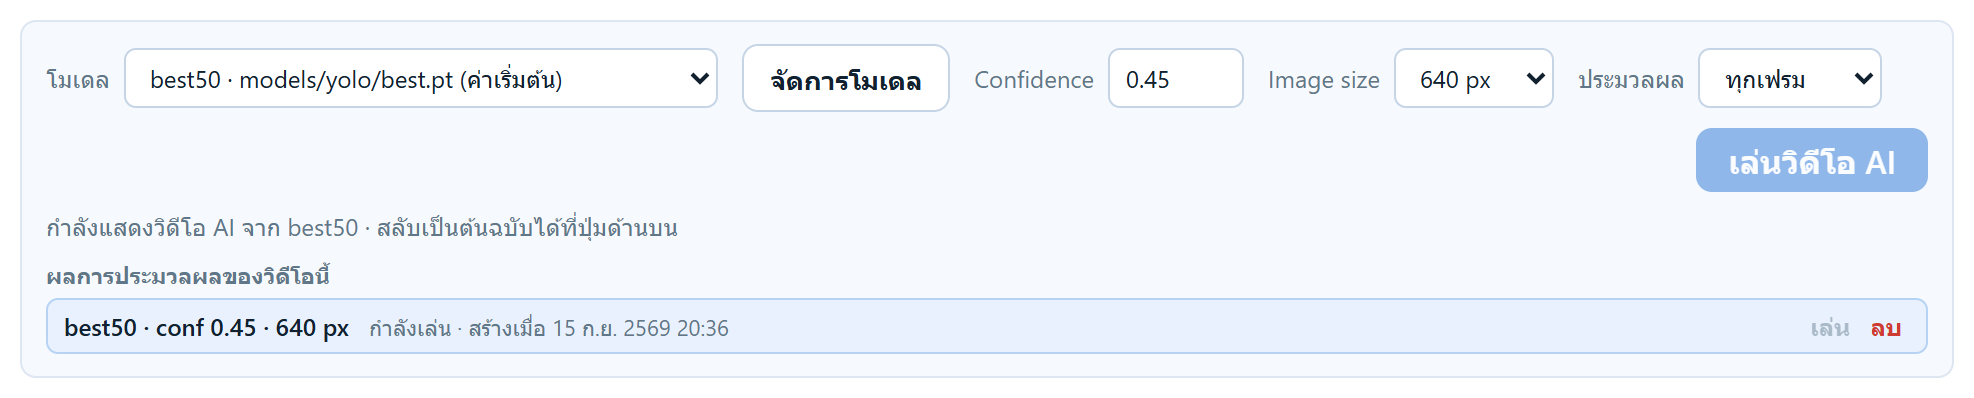 โมเดล best50 · models/yolo/best.pt (ค่าเริ่มต้น) จัดการโมเดล Confidence 0.45 Image size 640 px ประมวลผล ทุกเฟรม
เล่นวิดีโอ AI
กำลังแสดงวิดีโอ AI จาก best50 · สลับเป็นต้นฉบับได้ที่ปุ่มด้านบน
ผลการประมวลผลของวิดีโอนี้
best50 · conf 0.45 · 640 px กำลังเล่น · สร้างเมื่อ 15 ก.ย. 2569 20:36 เล่น ลบ